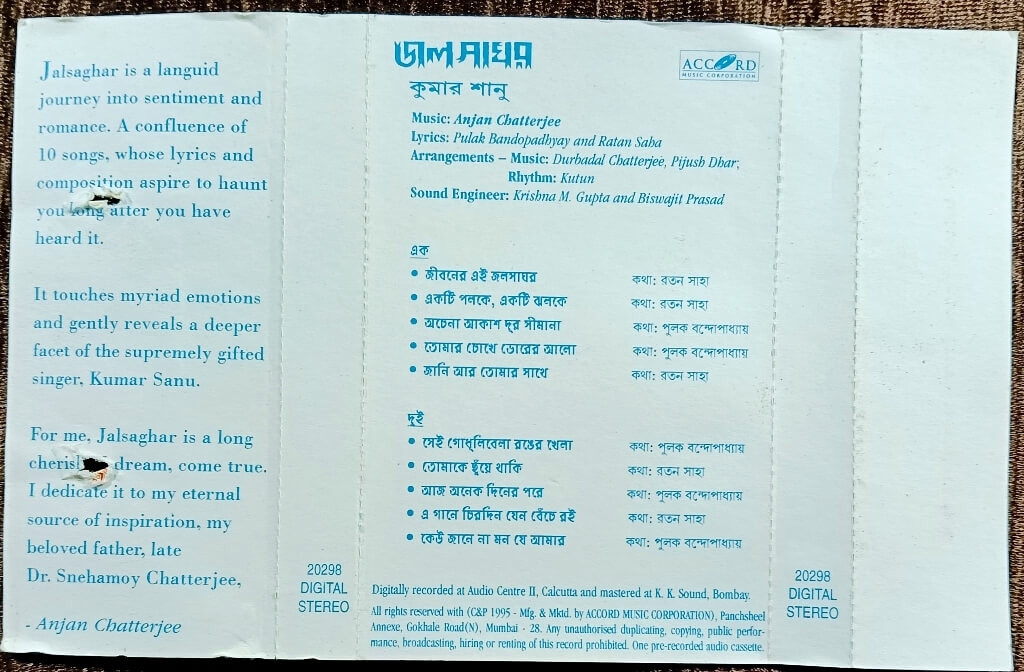 Jalsaghar is a languid
journey into sentiment and
romance. A confluence of
10 songs, whose lyrics and
composition aspire to haunt
you long after you have
heard it.
It touches myriad emotions
and gently reveals a deeper
facet of the supremely gifted
singer, Kumar Sanu.
For me, Jalsaghar is a long
dream, come true.
I dedicate it to my eternal
source of inspiration, my
beloved father, late
Dr. Snehamoy Chatterjee,
- Anjan Chatterjee
20298
DIGITAL
STEREO
জলসাঘর
কুমার শানু
ACCORD
MUSIC CORPORATION
Music: Anjan Chatterjee
Lyrics: Pulak Bandopadhyay and Ratan Saha
Arrangements – Music: Durbadal Chatterjee, Pijush Dhar,
Rhythm: Kutun
Sound Engineer: Krishna M. Gupta and Biswajit Prasad
এক
• জীবনের এই জলসাঘর কথা: রতন সাহা
• একটি পলকে, একটি ঝলকে কথা: রতন সাহা
• অচেনা আকাশ দূর সীমানা কথা: পুলক বন্দোপাধ্যায়
• তোমার চোখে ভোরের আলো কথা: পুলক বন্দোপাধ্যায়
• জানি আর তোমার সাথে কথা: রতন সাহা
দুই
• সেই গোধূলিবেলা রঙের খেলা কথা: পুলক বন্দোপাধ্যায়
• তোমাকে ছুঁয়ে থাকি কথা: রতন সাহা
• আজ অনেক দিনের পরে কথা: পুলক বন্দোপাধ্যায়
• এ গানে চিরদিন যেন বেঁচে রই কথা: রতন সাহা
• কেউ জানে না মন যে আমার কথা: পুলক বন্দোপাধ্যায়
Digitally recorded at Audio Centre II, Calcutta and mastered at K. K. Sound, Bombay.
All rights reserved with (C&P 1995 - Mfg. & Mktd. by ACCORD MUSIC CORPORATION), Panchsheel
Annexe, Gokhale Road(N), Mumbai - 28. Any unauthorised duplicating, copying, public perfor-
mance, broadcasting, hiring or renting of this record prohibited. One pre-recorded audio cassette.
20298
DIGITAL
STEREO